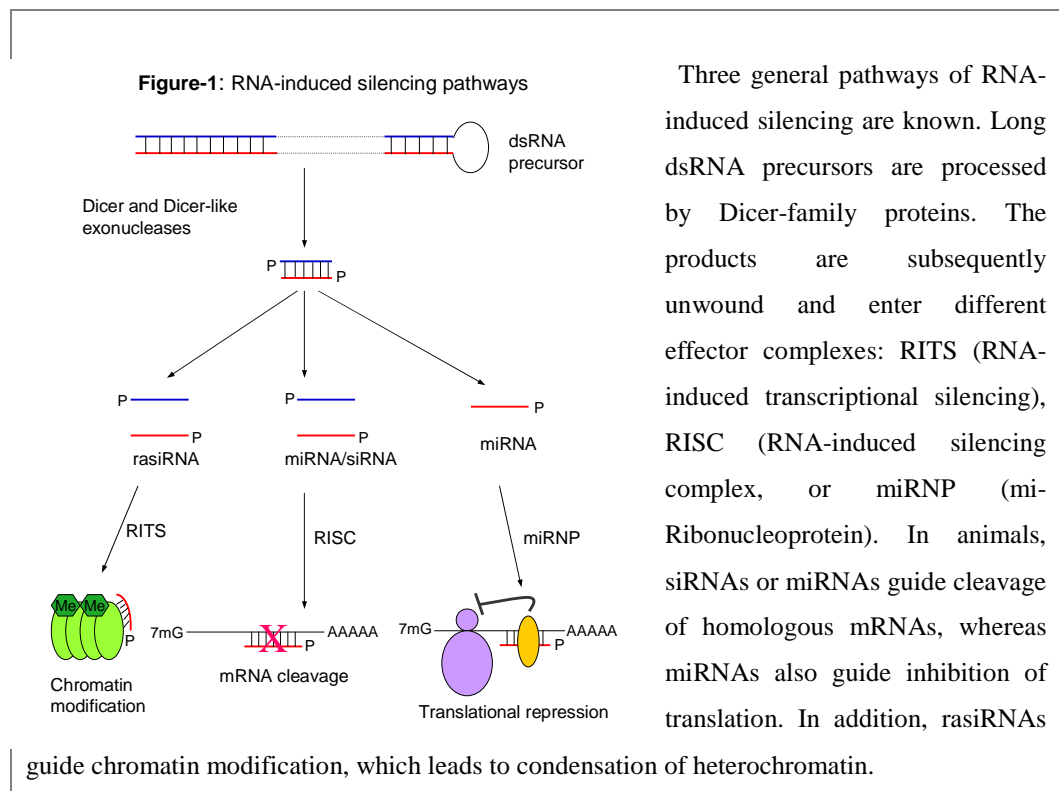 Figure-1: RNA-induced silencing pathways
dsRNA
precursor
Dicer and Dicer-like
exonucleases
P
P
P
P
P
P
P
rasiRNA
miRNA/siRNA
miRNA
RITS
RISC
miRNP
Me Me
P
7mG
X
AAAAA
P
7mG
AAAAA
P
Chromatin
modification
mRNA cleavage
Translational repression
Three general pathways of RNA-
induced silencing are known. Long
dsRNA precursors are processed
by Dicer-family proteins. The
products are subsequently
unwound and enter different
effector complexes: RITS (RNA-
induced transcriptional silencing),
RISC (RNA-induced silencing
complex, or miRNP (mi-
Ribonucleoprotein). In animals,
siRNAs or miRNAs guide cleavage
of homologous mRNAs, whereas
miRNAs also guide inhibition of
translation. In addition, rasiRNAs
guide chromatin modification, which leads to condensation of heterochromatin.